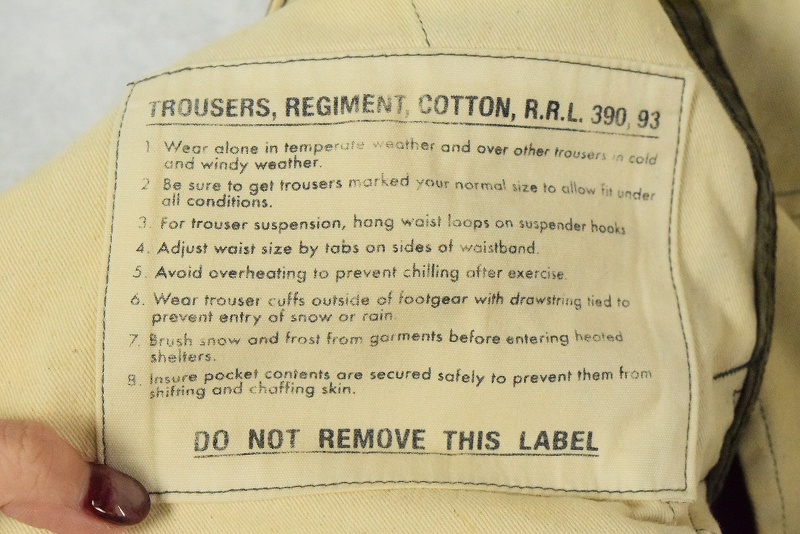 TROUSERS, REGIMENT, COTTON, R.R.L. 390, 93
1 Wear alone in temperate weather and over other trousers in cold
and windy weather.
2 Be sure to get trousers marked your normal size to allow fit under
all conditions.
3. For trouser suspension, hang waist loops on suspender hooks
4. Adjust waist size by tabs on sides of waistband.
5. Avoid overheating to prevent chilling after exercise.
6. Wear trouser cuffs outside of footgear with drawstring tied to
prevent entry of snow or rain.
7. Brush snow and frost from garments before entering heated
shelters.
8. Insure pocket contents are secured safely to prevent them from
shifting and chaffing skin.
DO NOT REMOVE THIS LABEL